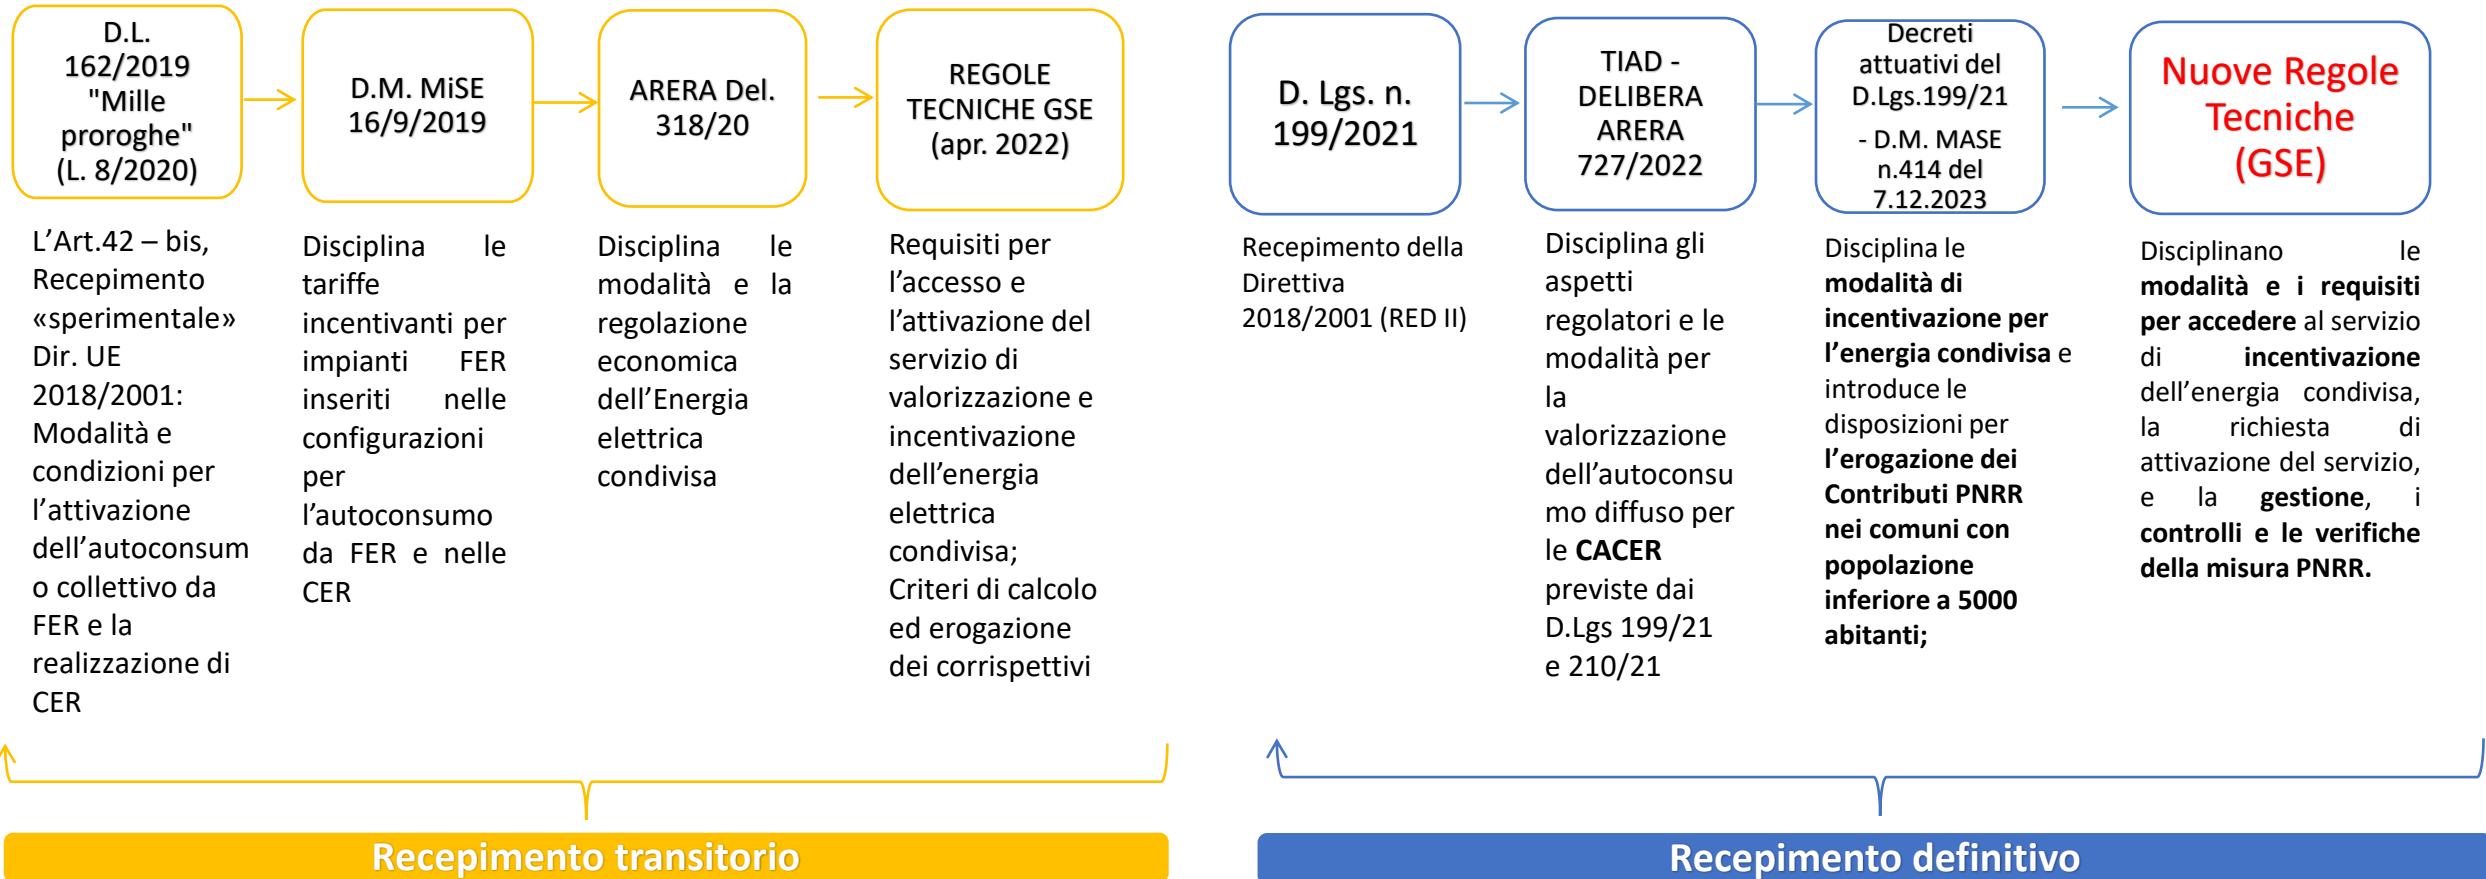 D.L.
162/2019
"Mille
proroghe"
(L. 8/2020)
D.M. MiSE
16/9/2019
ARERA Del.
318/20
REGOLE
TECNICHE GSE
(apr. 2022)
D. Lgs. n.
199/2021
TIAD -
DELIBERA
ARERA
727/2022
Decreti
attuativi del
D.Lgs.199/21
- D.M. MASE
n.414 del
7.12.2023
Nuove Regole
Tecniche
(GSE)
L'Art.42 – bis,
Recepimento
«sperimentale»
Dir. UE
2018/2001:
Modalità e
condizioni per
l'attivazione
dell'autoconsum
o collettivo da
FER e la
realizzazione di
CER
Disciplina le
tariffe
incentivanti per
impianti FER
inseriti nelle
configurazioni
per
l'autoconsumo
da FER e nelle
CER
Disciplina le
modalità e la
regolazione
economica
dell'Energia
elettrica
condivisa
Requisiti per
l'accesso e
l'attivazione del
servizio di
valorizzazione e
incentivazione
dell'energia
elettrica
condivisa;
Criteri di calcolo
ed erogazione
dei corrispettivi
Recepimento della
Direttiva
2018/2001 (RED II)
Disciplina gli
aspetti
regolatori e le
modalità per
la
valorizzazione
dell'autoconsu
mo diffuso per
le CACER
previste dai
D.Lgs 199/21
e 210/21
Disciplina le
modalità di
incentivazione per
l'energia condivisa e
introduce le
disposizioni per
l'erogazione dei
Contributi PNRR
nei comuni con
popolazione
inferiore a 5000
abitanti;
Disciplinano le
modalità e i requisiti
per accedere al servizio
di incentivazione
dell'energia condivisa,
la richiesta di
attivazione del servizio,
e la gestione, i
controlli e le verifiche
della misura PNRR.
Recepimento transitorio
Recepimento definitivo